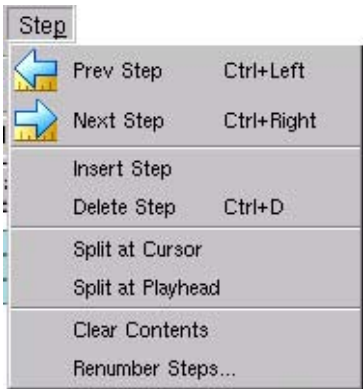 Step
Prev Step Ctrl+Left
Next Step Ctrl+Right
Insert Step
Delete Step Ctrl+D
Split at Cursor
Split at Playhead
Clear Contents
Renumber Steps...